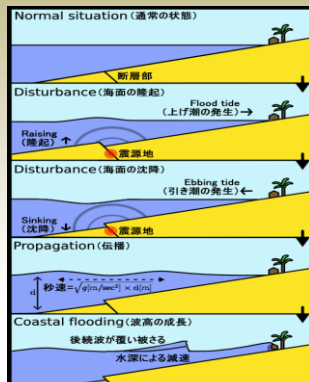 Normal situation(通常の状態)
断層部
Disturbance(海面の隆起)
Flood tide
(上げ潮の発生)→
Raising
(隆起)
震源地
Disturbance(海面の沈降)
Ebbing tide
(引き潮の発生)←
Sinking
(沈降)
震源地
Propagation(伝播)
d
秒速=√g[m/sec²] × d[m]
Coastal flooding(波高の成長)
後続波が覆い被さる
水深による減速